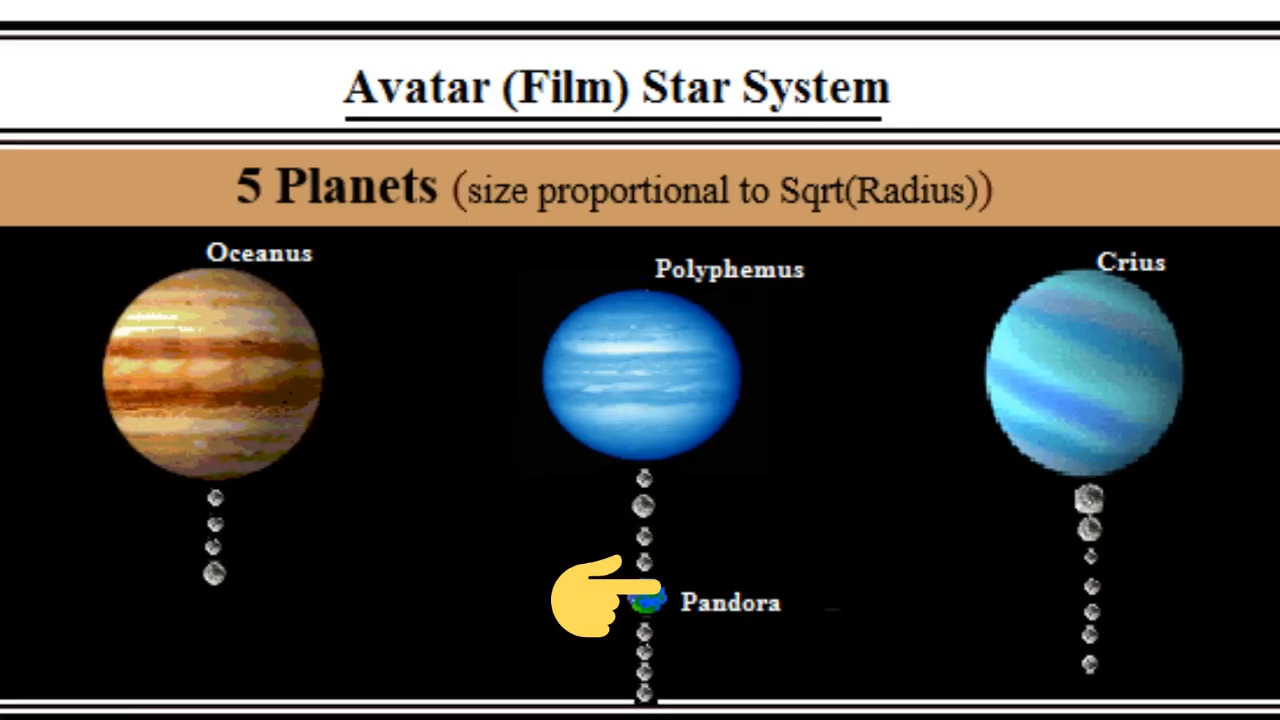 Avatar (Film) Star System
5 Planets (size proportional to Sqrt(Radius))
Oceanus
Polyphemus
Crius
Pandora